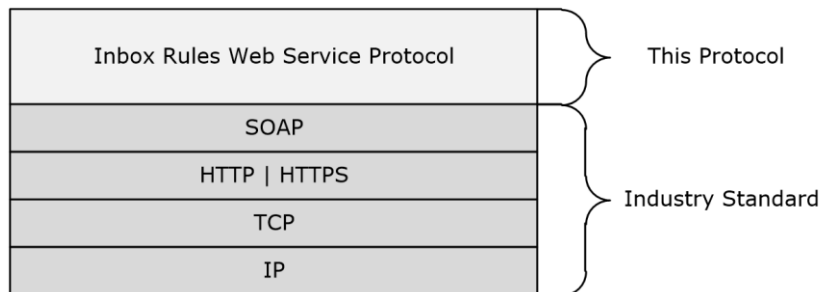 Inbox Rules Web Service Protocol
This Protocol
SOAP
HTTP | HTTPS
TCP
IP
Industry Standard